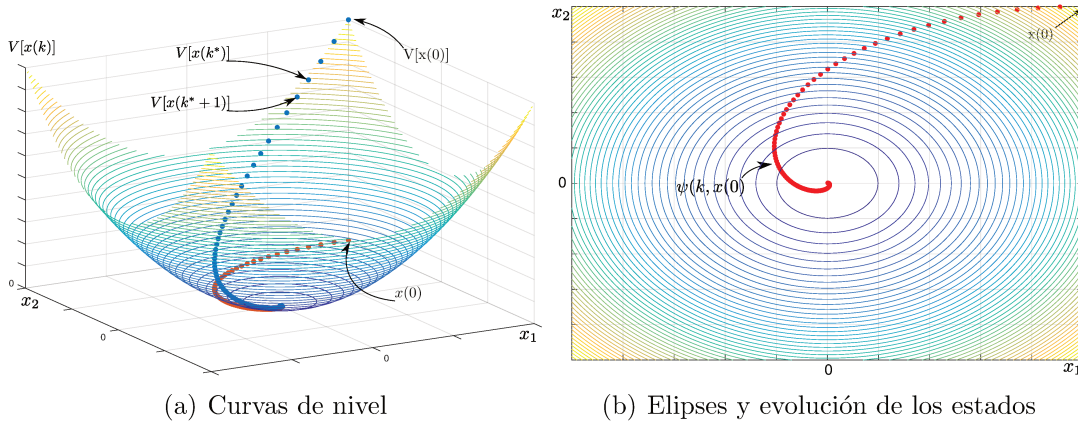 V[x(k)]
V[x(k*)]
V[x(0)]
V[x(k* + 1)]
x(0)
0
x₂
0
0
x₁
(a) Curvas de nivel
x₂
x(0)
0
ψ(k, x(0)
0
x₁
(b) Elipses y evolución de los estados